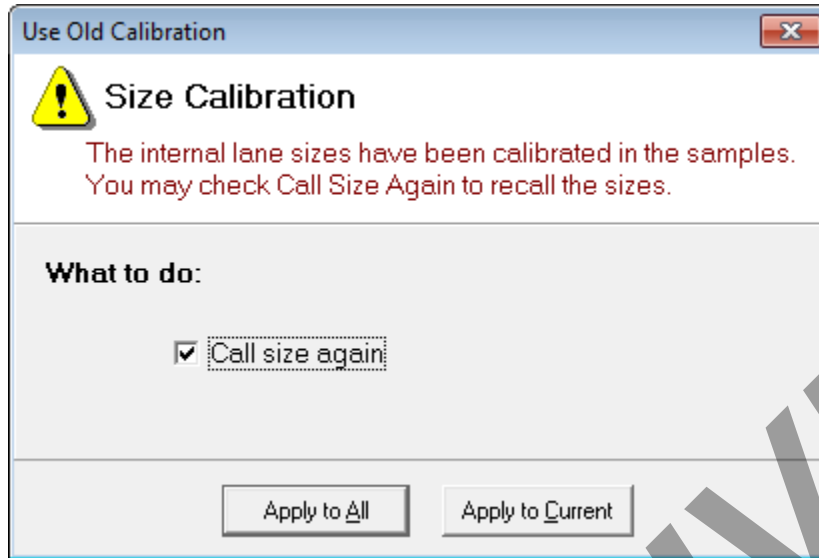 Use Old Calibration
Size Calibration
The internal lane sizes have been calibrated in the samples.
You may check Call Size Again to recall the sizes.
What to do:
Call size again
Apply to All
Apply to Current